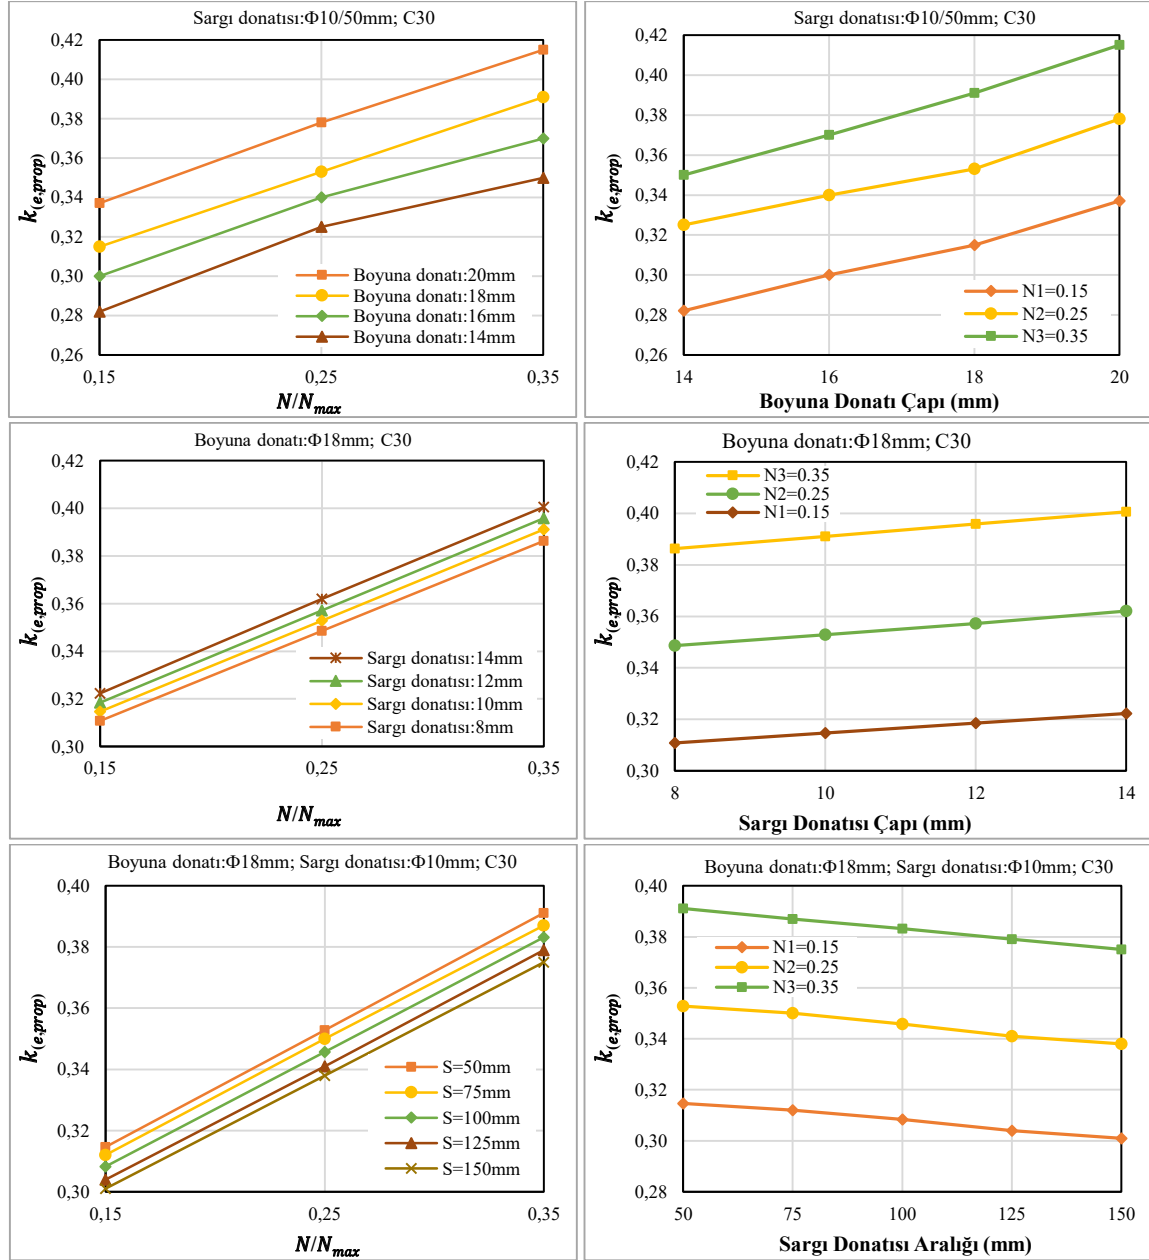 Sargı donatısı:Φ10/50mm; C30
0,42
0,40
0,38
0,36
0,34
0,32
0,30
0,28
0,26
k(e,prop)
Boyuna donatı:20mm
Boyuna donatı:18mm
Boyuna donatı:16mm
Boyuna donatı:14mm
0,15
0,25
0,35
N/Nmax
Sargı donatısı:Φ10/50mm; C30
0,42
0,40
0,38
0,36
0,34
0,32
0,30
0,28
0,26
k(e,prop)
N1=0.15
N2=0.25
N3=0.35
14
16
18
20
Boyuna Donatı Çapı (mm)
Boyuna donatı:Φ18mm; C30
0,42
0,40
0,38
0,36
0,34
0,32
0,30
k(e,prop)
Sargı donatısı:14mm
Sargı donatısı:12mm
Sargı donatısı:10mm
Sargı donatısı:8mm
0,15
0,25
0,35
N/Nmax
Boyuna donatı:Φ18mm; C30
0,42
0,40
0,38
0,36
0,34
0,32
0,30
k(e,prop)
N3=0.35
N2=0.25
N1=0.15
8
10
12
14
Sargı Donatısı Çapı (mm)
Boyuna donatı:Φ18mm; Sargı donatısı:Φ10mm; C30
0,40
0,38
0,36
0,34
0,32
0,30
k(e,prop)
S=50mm
S=75mm
S=100mm
S=125mm
S=150mm
0,15
0,25
0,35
N/Nmax
Boyuna donatı:Φ18mm; Sargı donatısı:Φ10mm; C30
0,40
0,38
0,36
0,34
0,32
0,30
0,28
k(e,prop)
N1=0.15
N2=0.25
N3=0.35
50
75
100
125
150
Sargı Donatısı Aralığı (mm)